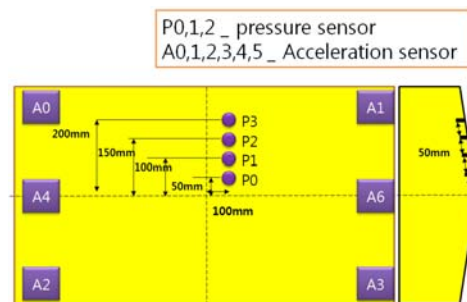 P0,1,2 _ pressure sensor
A0,1,2,3,4,5 _ Acceleration sensor
A0
A1
P3
200mm
P2
150mm
50mm
P1
100mm
P0
50mm
A4
A6
100mm
A2
A3